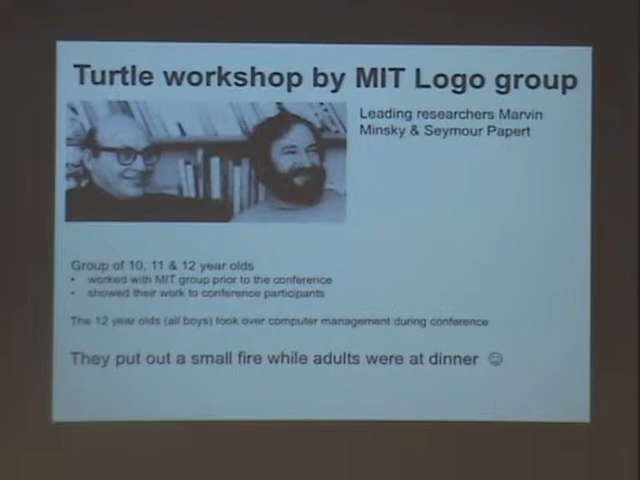 Turtle workshop by MIT Logo group
Leading researchers Marvin
Minsky & Seymour Papert
Group of 10, 11 & 12 year olds
• worked with MIT group prior to the conference
• showed their work to conference participants
The 12 year olds (all boys) took over computer management during conference
They put out a small fire while adults were at dinner ☺